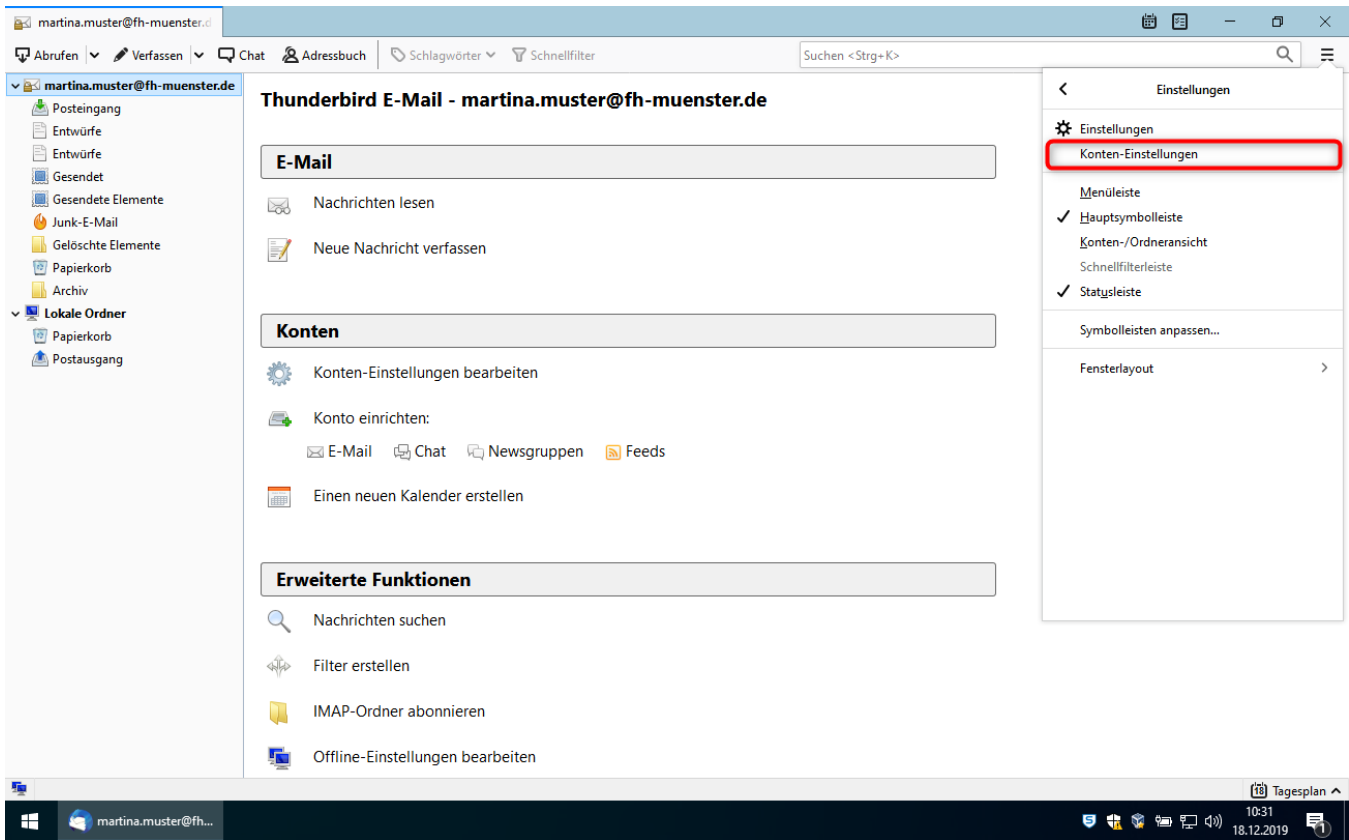 martina.muster@fh-muenster.d
Abrufen Verfassen Chat Adressbuch Schlagwörter Schnellfilter Suchen <Strg+K>
martina.muster@fh-muenster.de
Posteingang
Entwürfe
Entwürfe
Gesendet
Gesendete Elemente
Junk-E-Mail
Gelöschte Elemente
Papierkorb
Archiv
Lokale Ordner
Papierkorb
Postausgang
Thunderbird E-Mail - martina.muster@fh-muenster.de
E-Mail
Nachrichten lesen
Neue Nachricht verfassen
Konten
Konten-Einstellungen bearbeiten
Konto einrichten:
E-Mail Chat Newsgruppen Feeds
Einen neuen Kalender erstellen
Erweiterte Funktionen
Nachrichten suchen
Filter erstellen
IMAP-Ordner abonnieren
Offline-Einstellungen bearbeiten
Einstellungen
Einstellungen
Konten-Einstellungen
Menüleiste
Hauptsymbolleiste
Konten-/Ordneransicht
Schnellfilterleiste
Statusleiste
Symbolleisten anpassen...
Fensterlayout
18 Tagesplan
martina.muster@fh...
10:31
18.12.2019
1